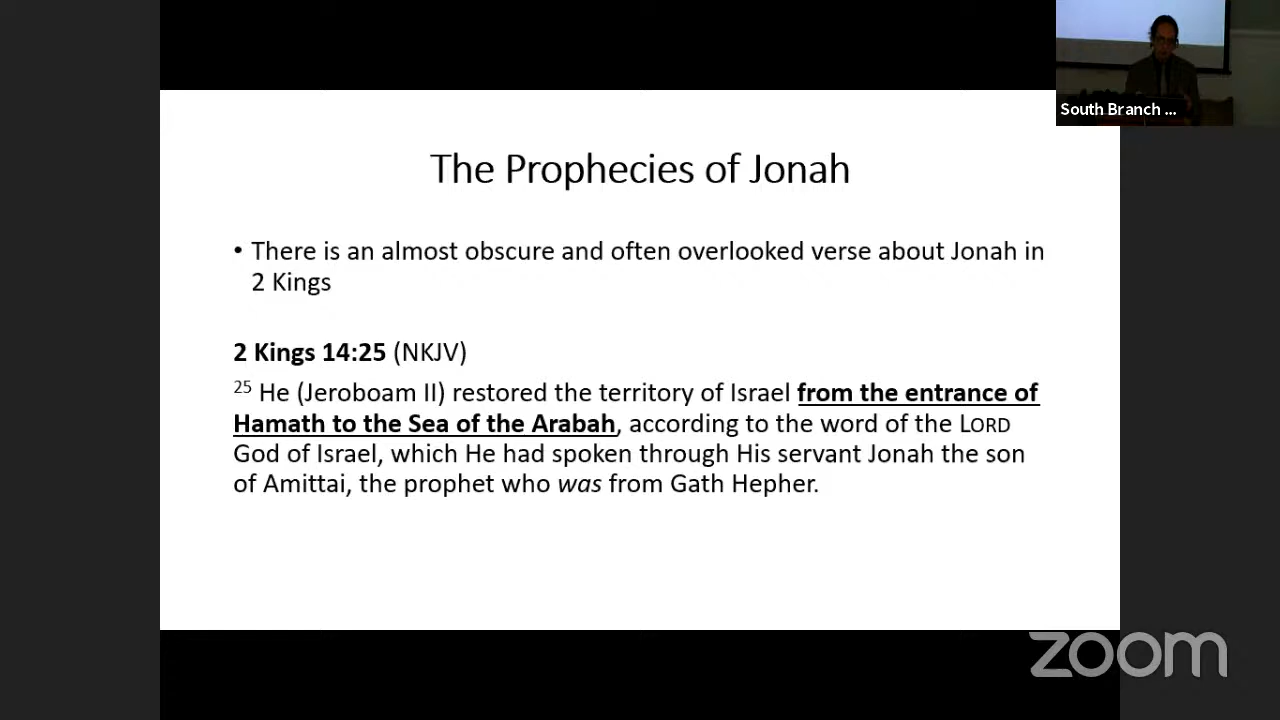 South Branch ...
The Prophecies of Jonah
• There is an almost obscure and often overlooked verse about Jonah in
2 Kings
2 Kings 14:25 (NKJV)
25 He (Jeroboam II) restored the territory of Israel from the entrance of
Hamath to the Sea of the Arabah, according to the word of the LORD
God of Israel, which He had spoken through His servant Jonah the son
of Amittai, the prophet who was from Gath Hepher.
zoom